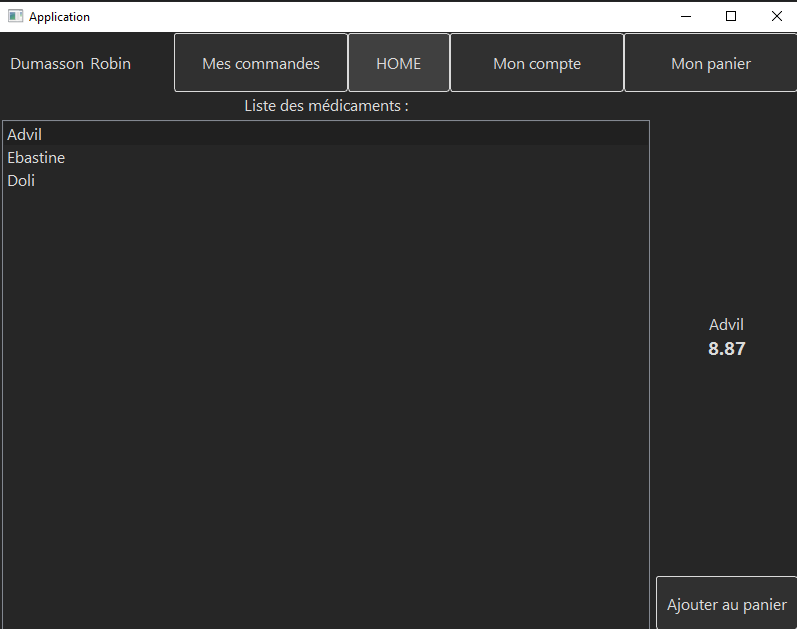 Application
Dumasson Robin Mes commandes HOME Mon compte Mon panier
Liste des médicaments :
Advil
Ebastine
Doli
Advil
8.87
Ajouter au panier